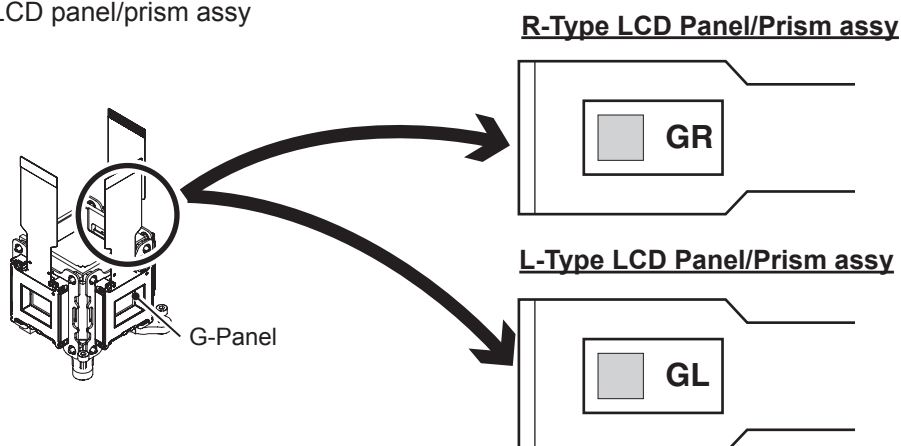 LCD panel/prism assy
R-Type LCD Panel/Prism assy
GR
L-Type LCD Panel/Prism assy
GL
G-Panel